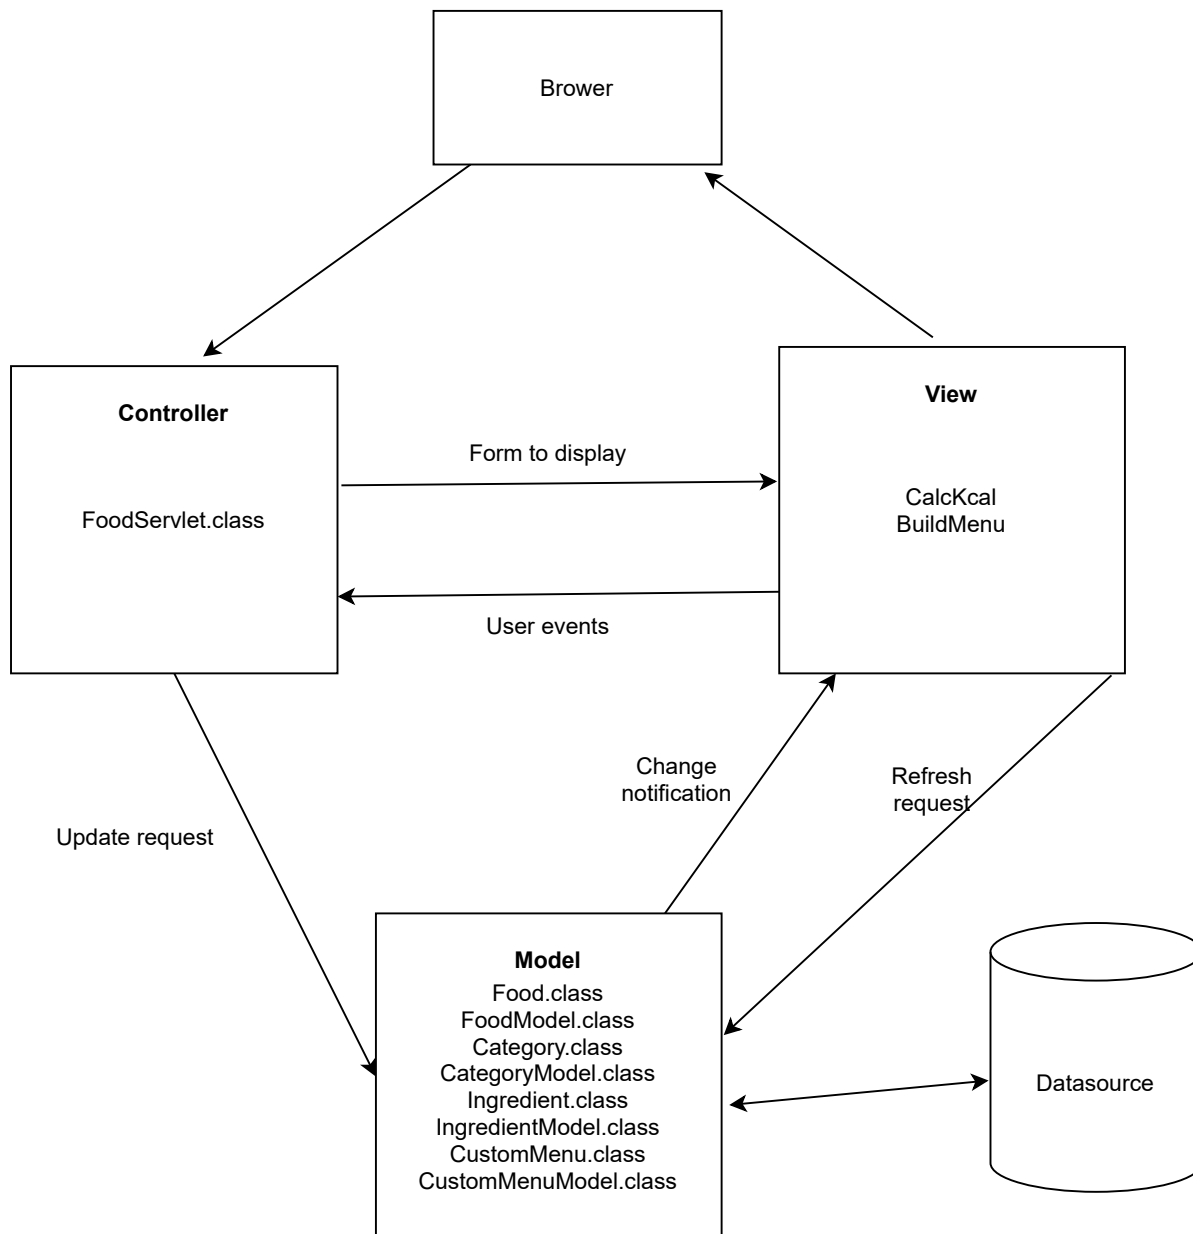 Brower
Controller
FoodServlet.class
Form to display
User events
View
CalcKcal
BuildMenu
Update request
Change
notification
Refresh
request
Model
Food.class
FoodModel.class
Category.class
CategoryModel.class
Ingredient.class
IngredientModel.class
CustomMenu.class
CustomMenuModel.class
Datasource